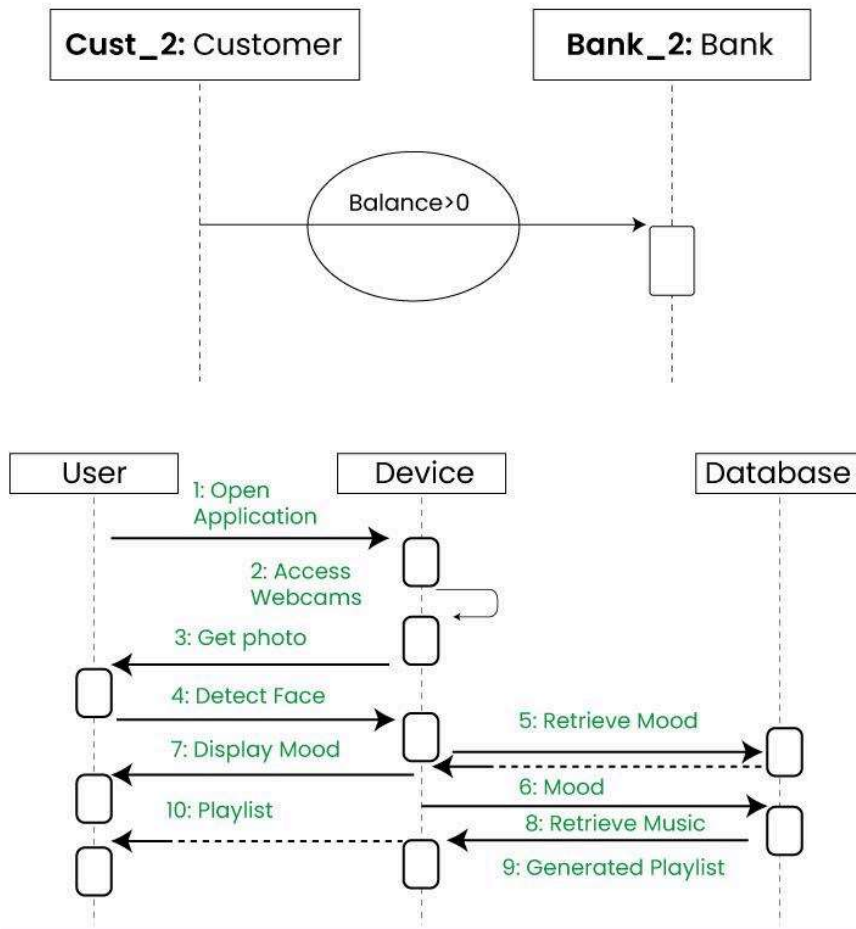 Cust_2: Customer
Bank_2: Bank
Balance>0
User
Device
Database
1: Open
Application
2: Access
Webcams
3: Get photo
4: Detect Face
5: Retrieve Mood
7: Display Mood
6: Mood
10: Playlist
8: Retrieve Music
9: Generated Playlist